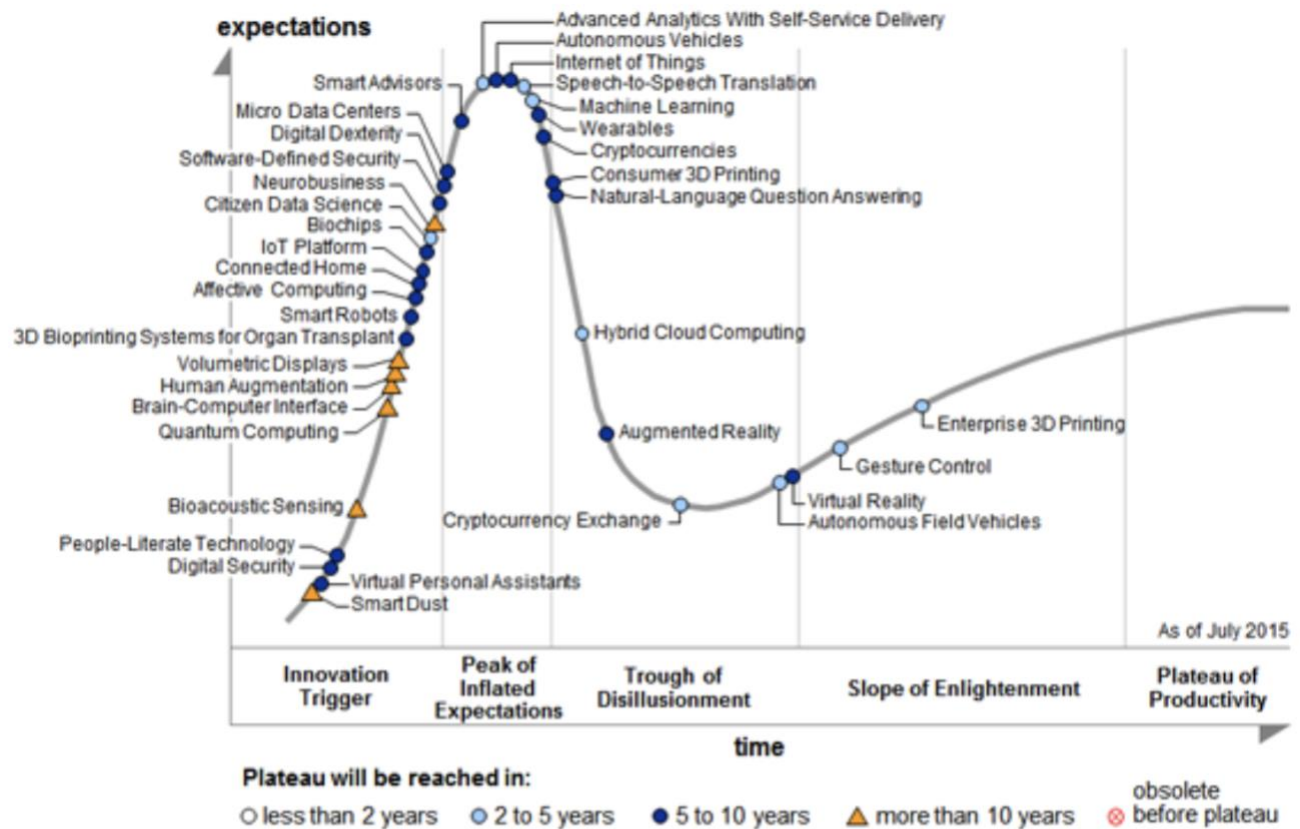 expectations
Advanced Analytics With Self-Service Delivery
Autonomous Vehicles
Internet of Things
Speech-to-Speech Translation
Machine Learning
Wearables
Cryptocurrencies
Consumer 3D Printing
Natural-Language Question Answering
Smart Advisors
Micro Data Centers
Digital Dexterity
Software-Defined Security
Neurobusiness
Citizen Data Science
Biochips
IoT Platform
Connected Home
Affective Computing
Smart Robots
3D Bioprinting Systems for Organ Transplant
Volumetric Displays
Human Augmentation
Brain-Computer Interface
Quantum Computing
Bioacoustic Sensing
People-Literate Technology
Digital Security
Virtual Personal Assistants
Smart Dust
Hybrid Cloud Computing
Augmented Reality
Cryptocurrency Exchange
Enterprise 3D Printing
Gesture Control
Virtual Reality
Autonomous Field Vehicles
As of July 2015
Innovation
Trigger
Peak of
Inflated
Expectations
Trough of
Disillusionment
Slope of Enlightenment
Plateau of
Productivity
time
Plateau will be reached in:
less than 2 years
2 to 5 years
5 to 10 years
more than 10 years
obsolete
before plateau